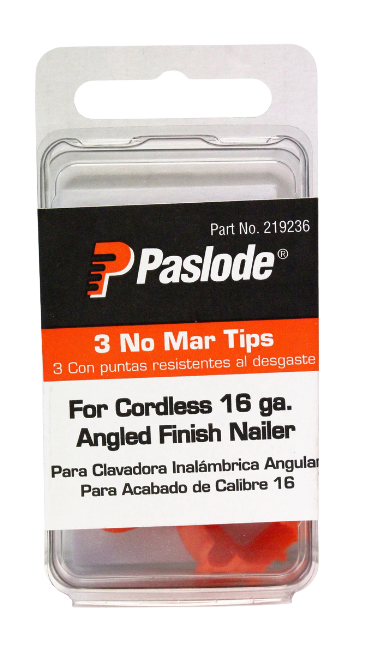 Part No. 219236
Paslode®
3 No Mar Tips
3 Con puntas resistentes al desgaste
For Cordless 16 ga.
Angled Finish Nailer
Para Clavadora Inalámbrica Angular
Para Acabado de Calibre 16